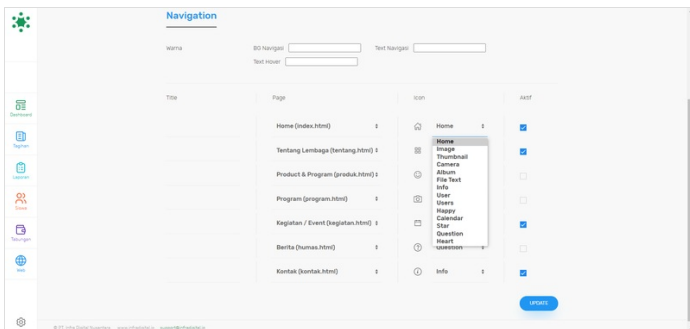 Navigation
Warna
BG Navigasi
Text Navigasi
Text Hover
Title
Page
Icon
Aktif
Home (index.html)
Home
Tentang Lembaga (tentang.html)
Product & Program (produk.html)
Program (program.html)
Kegiatan / Event (kegiatan.html)
Berita (humas.html)
Question
Kontak (kontak.html)
Info
Home
Image
Thumbnail
Camera
Album
File Text
Info
User
Users
Happy
Calendar
Star
Question
Heart
UPDATE
Dashboard
Tagihan
Laporan
Siswa
Tabungan
Web